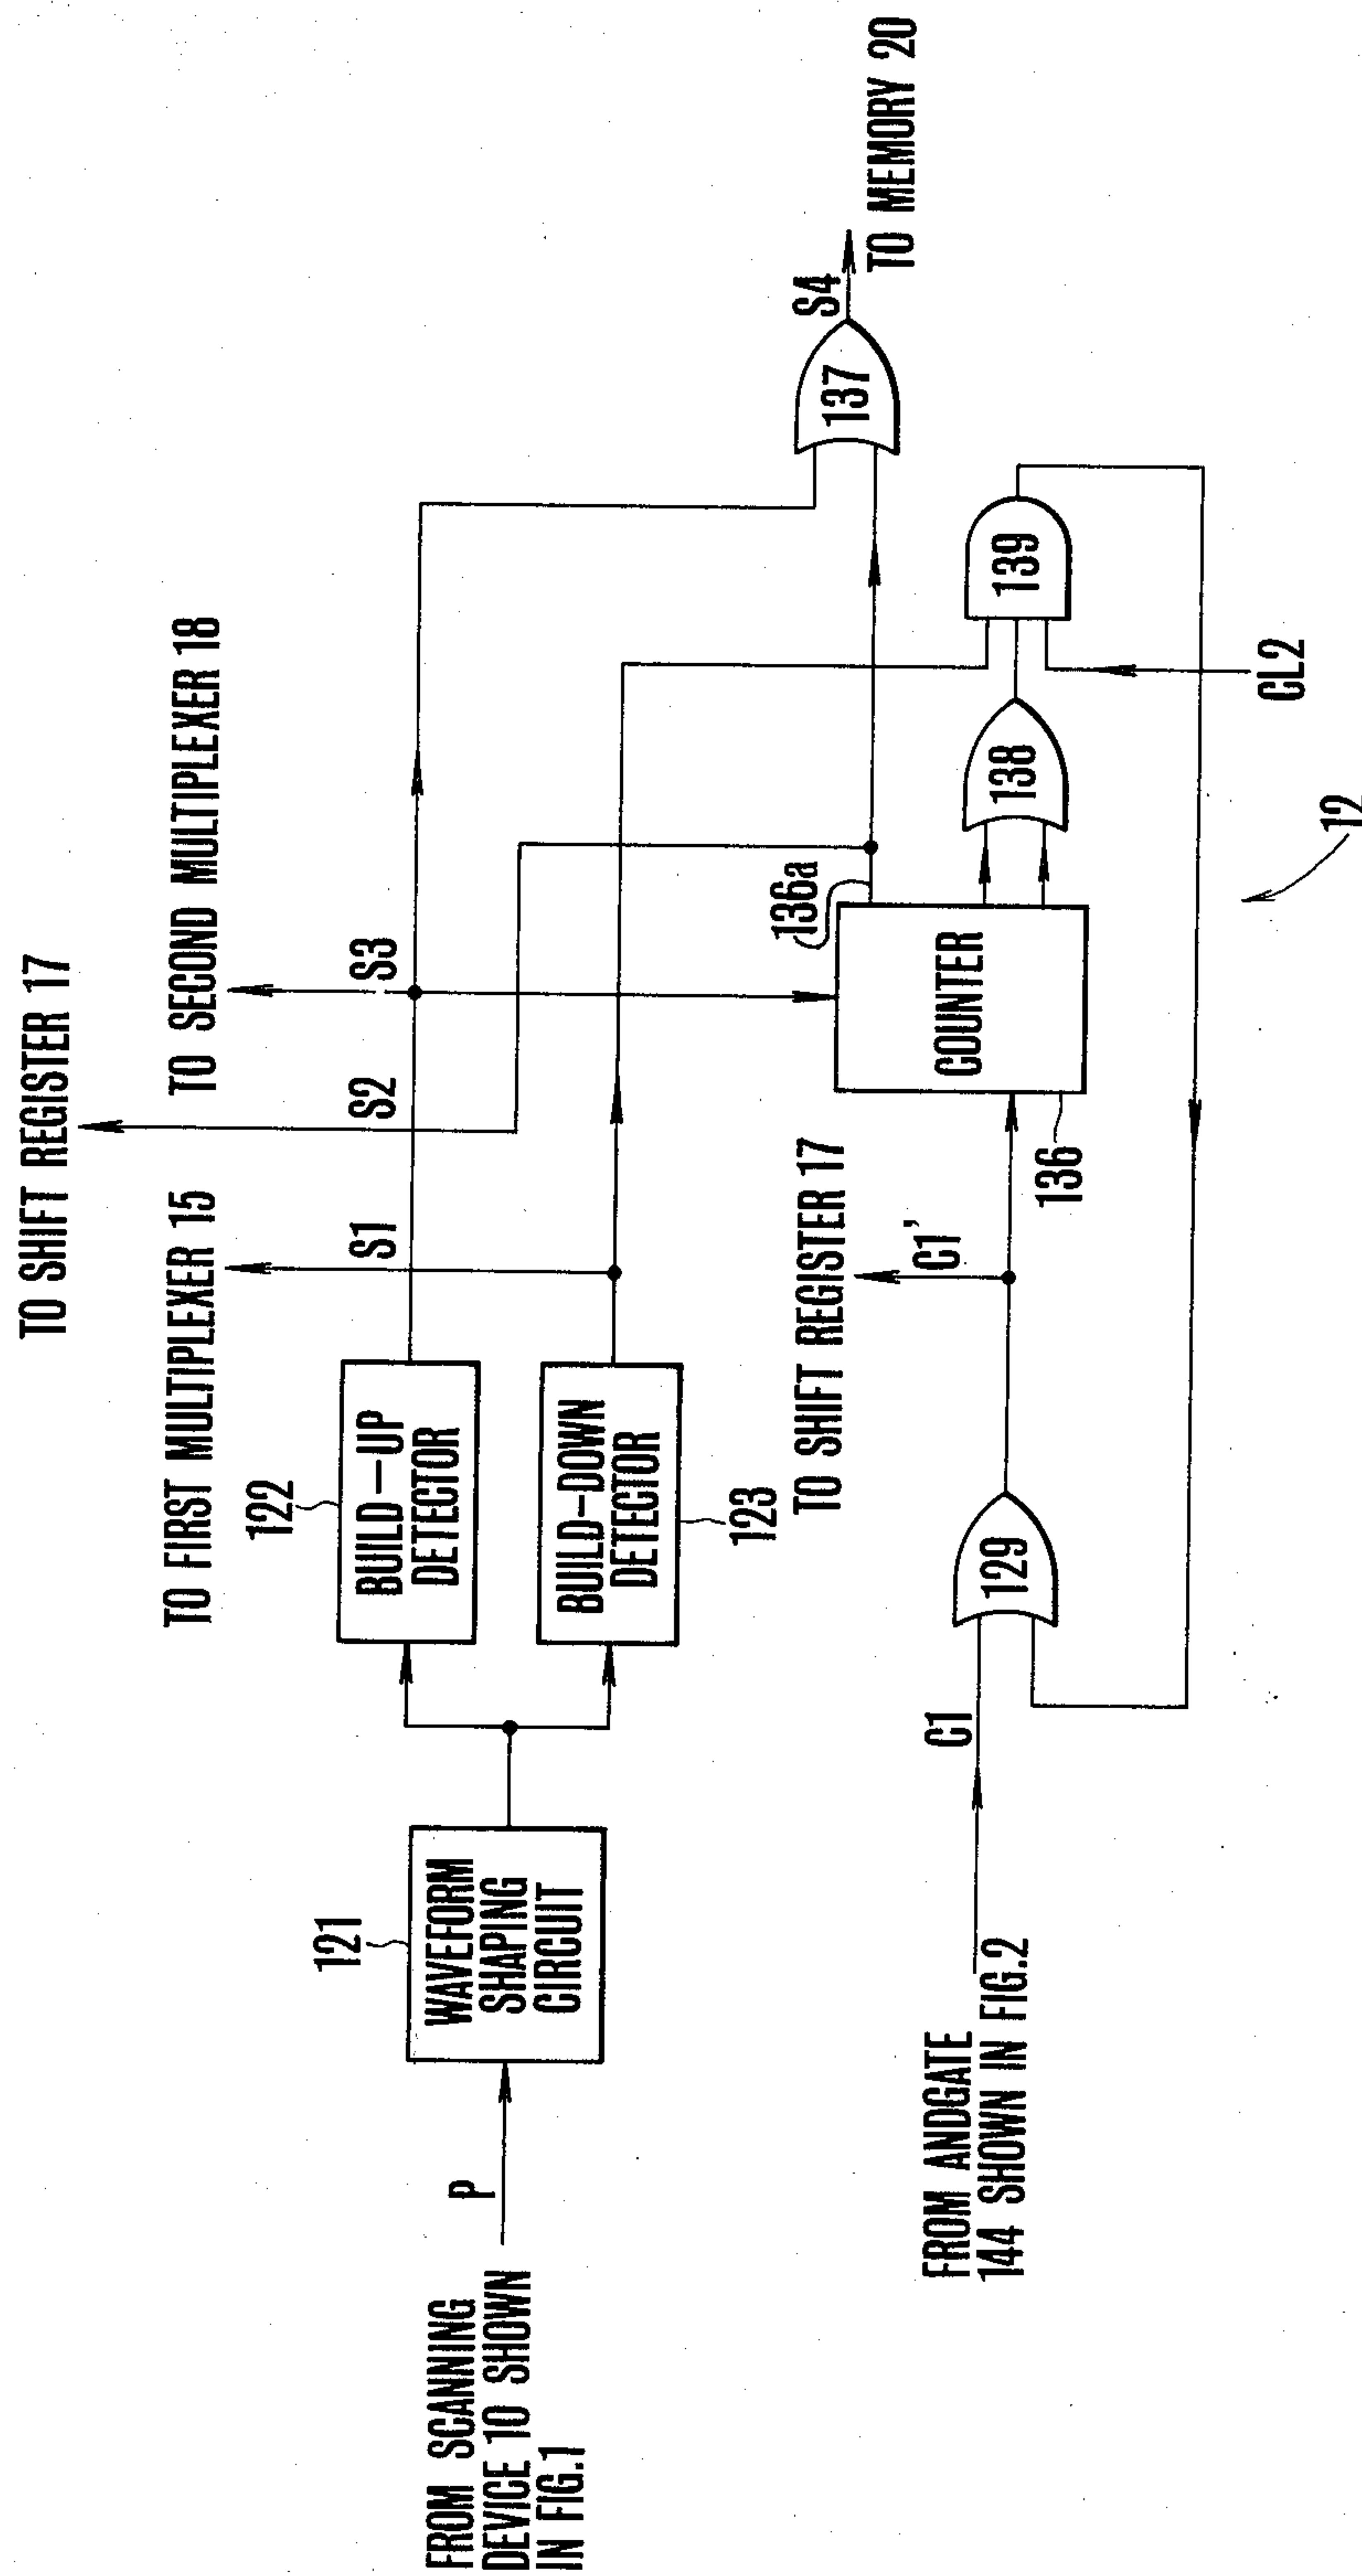 TO SHIFT REGISTER 17
TO FIRST MULTIPLEXER 15
TO SECOND MULTIPLEXER 18
S1
S2
S3
122
BUILD-UP
DETECTOR
BUILD-DOWN
DETECTOR
123
121
WAVEFORM
SHAPING
CIRCUIT
P
FROM SCANNING
DEVICE 10 SHOWN
IN FIG.1
137
S4
TO MEMORY 20
TO SHIFT REGISTER 17
C1'
136a
COUNTER
136
138
139
CL2
129
C1
FROM ANDGATE
144 SHOWN IN FIG.2
12